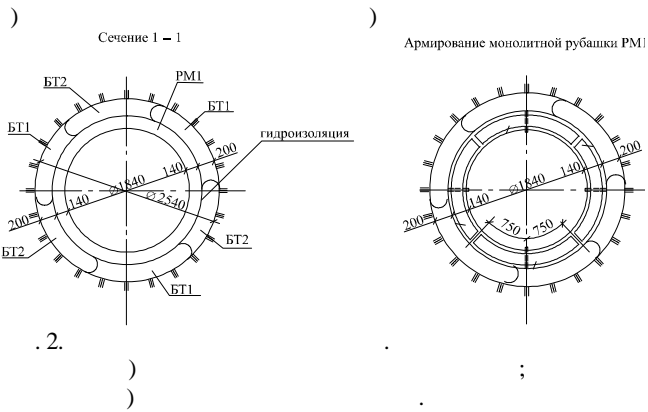 )
Сечение 1 – 1
БТ2
РМ1
БТ1
БТ1
гидроизоляция
200
140
∅1840
∅2540
140
200
БТ2
БТ2
БТ1
)
Армирование монолитной рубашки РМ1
200
140
∅1840
140
200
750
750
. 2. .
) ;
) .